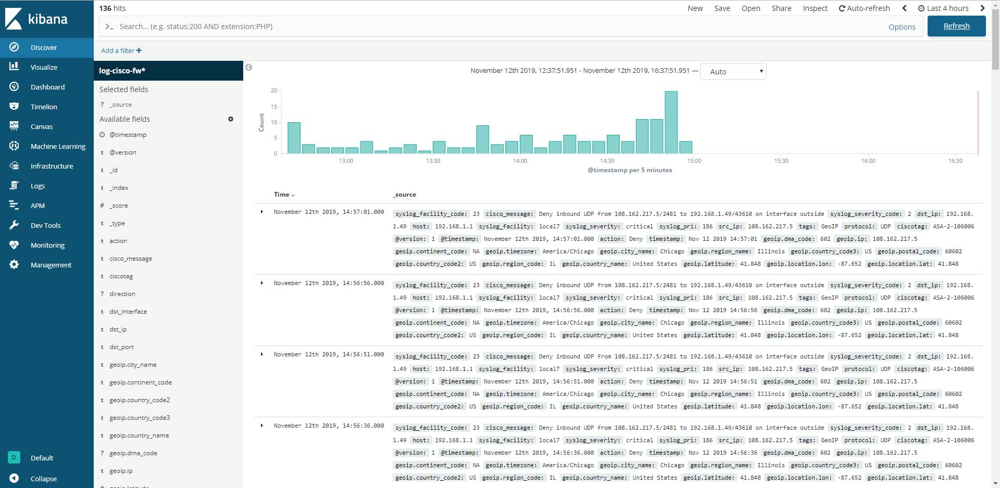 kibana
Discover
Visualize
Dashboard
Timelion
Canvas
Machine Learning
Infrastructure
Logs
APM
Dev Tools
Monitoring
Management
D Default
Collapse
136 hits
New Save Open Share Inspect Auto-refresh Last 4 hours
>_ Search... (e.g. status:200 AND extension:PHP) Options Refresh
Add a filter +
log-cisco-fw*
Selected fields
? _source
Available fields
@timestamp
t @version
t _id
t _index
# _score
t _type
t action
t cisco_message
t ciscotag
? direction
t dst_interface
t dst_ip
t dst_port
t geoip.city_name
t geoip.continent_code
t geoip.country_code2
t geoip.country_code3
t geoip.country_name
? geoip.dma_code
t geoip.ip
# geoip.latitude
November 12th 2019, 12:37:51.951 - November 12th 2019, 16:37:51.951 — Auto
Count
20
15
10
5
0
13:00 13:30 14:00 14:30 15:00 15:30 16:00 16:30
@timestamp per 5 minutes
Time _source
November 12th 2019, 14:57:01.000 syslog_facility_code: 23 cisco_message: Deny inbound UDP from 108.162.217.5/2481 to 192.168.1.49/43610 on interface outside syslog_severity_code: 2 dst_ip: 192.168.
1.49 host: 192.168.1.1 syslog_facility: local7 syslog_severity: critical syslog_pri: 186 src_ip: 108.162.217.5 tags: GeoIP protocol: UDP ciscotag: ASA-2-106006
@version: 1 @timestamp: November 12th 2019, 14:57:01.000 action: Deny timestamp: Nov 12 2019 14:57:01 geoip.dma_code: 602 geoip.ip: 108.162.217.5
geoip.continent_code: NA geoip.timezone: America/Chicago geoip.city_name: Chicago geoip.region_name: Illinois geoip.country_code3: US geoip.postal_code: 60602
geoip.country_code2: US geoip.region_code: IL geoip.country_name: United States geoip.latitude: 41.848 geoip.location.lon: -87.652 geoip.location.lat: 41.848
November 12th 2019, 14:56:56.000 syslog_facility_code: 23 cisco_message: Deny inbound UDP from 108.162.217.5/2481 to 192.168.1.49/43610 on interface outside syslog_severity_code: 2 dst_ip: 192.168.
1.49 host: 192.168.1.1 syslog_facility: local7 syslog_severity: critical syslog_pri: 186 src_ip: 108.162.217.5 tags: GeoIP protocol: UDP ciscotag: ASA-2-106006
@version: 1 @timestamp: November 12th 2019, 14:56:56.000 action: Deny timestamp: Nov 12 2019 14:56:56 geoip.dma_code: 602 geoip.ip: 108.162.217.5
geoip.continent_code: NA geoip.timezone: America/Chicago geoip.city_name: Chicago geoip.region_name: Illinois geoip.country_code3: US geoip.postal_code: 60602
geoip.country_code2: US geoip.region_code: IL geoip.country_name: United States geoip.latitude: 41.848 geoip.location.lon: -87.652 geoip.location.lat: 41.848
November 12th 2019, 14:56:51.000 syslog_facility_code: 23 cisco_message: Deny inbound UDP from 108.162.217.5/2481 to 192.168.1.49/43610 on interface outside syslog_severity_code: 2 dst_ip: 192.168.
1.49 host: 192.168.1.1 syslog_facility: local7 syslog_severity: critical syslog_pri: 186 src_ip: 108.162.217.5 tags: GeoIP protocol: UDP ciscotag: ASA-2-106006
@version: 1 @timestamp: November 12th 2019, 14:56:51.000 action: Deny timestamp: Nov 12 2019 14:56:51 geoip.dma_code: 602 geoip.ip: 108.162.217.5
geoip.continent_code: NA geoip.timezone: America/Chicago geoip.city_name: Chicago geoip.region_name: Illinois geoip.country_code3: US geoip.postal_code: 60602
geoip.country_code2: US geoip.region_code: IL geoip.country_name: United States geoip.latitude: 41.848 geoip.location.lon: -87.652 geoip.location.lat: 41.848
November 12th 2019, 14:56:36.000 syslog_facility_code: 23 cisco_message: Deny inbound UDP from 108.162.217.5/2481 to 192.168.1.49/43610 on interface outside syslog_severity_code: 2 dst_ip: 192.168.
1.49 host: 192.168.1.1 syslog_facility: local7 syslog_severity: critical syslog_pri: 186 src_ip: 108.162.217.5 tags: GeoIP protocol: UDP ciscotag: ASA-2-106006
@version: 1 @timestamp: November 12th 2019, 14:56:36.000 action: Deny timestamp: Nov 12 2019 14:56:36 geoip.dma_code: 602 geoip.ip: 108.162.217.5
geoip.continent_code: NA geoip.timezone: America/Chicago geoip.city_name: Chicago geoip.region_name: Illinois geoip.country_code3: US geoip.postal_code: 60602
geoip.country_code2: US geoip.region_code: IL geoip.country_name: United States geoip.latitude: 41.848 geoip.location.lon: -87.652 geoip.location.lat: 41.848